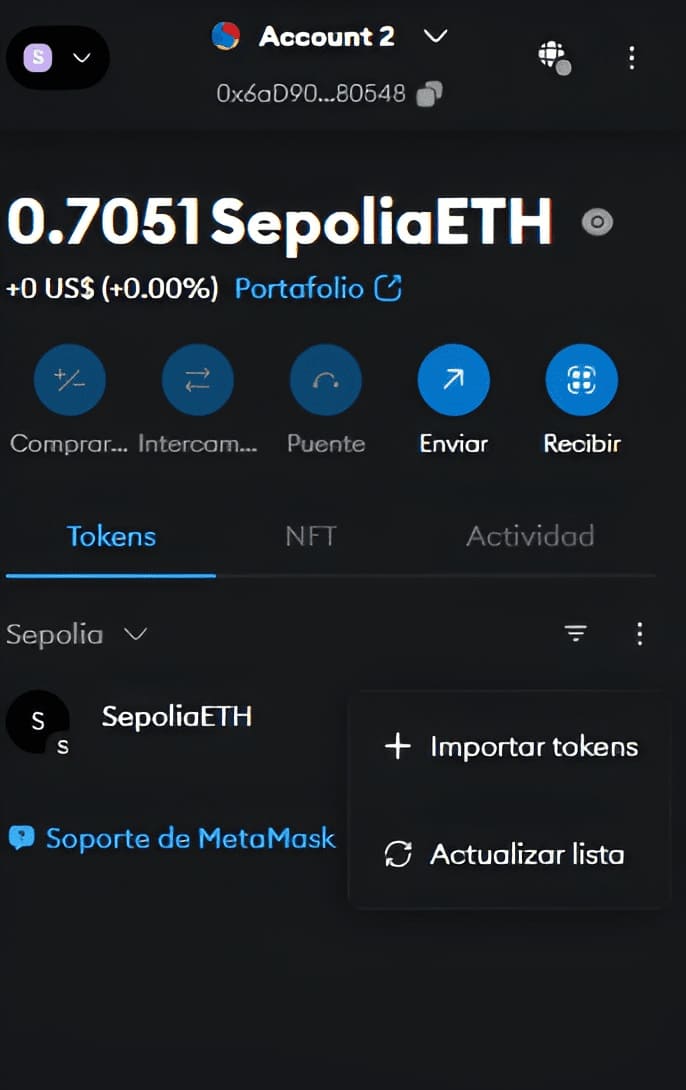 S
Account 2
0x6aD90...80548
0.7051 SepoliaETH
+0 US$ (+0.00%) Portafolio
Comprar... Intercam... Puente Enviar Recibir
Tokens NFT Actividad
Sepolia
S
S
SepoliaETH
Importar tokens
Soporte de MetaMask
Actualizar lista